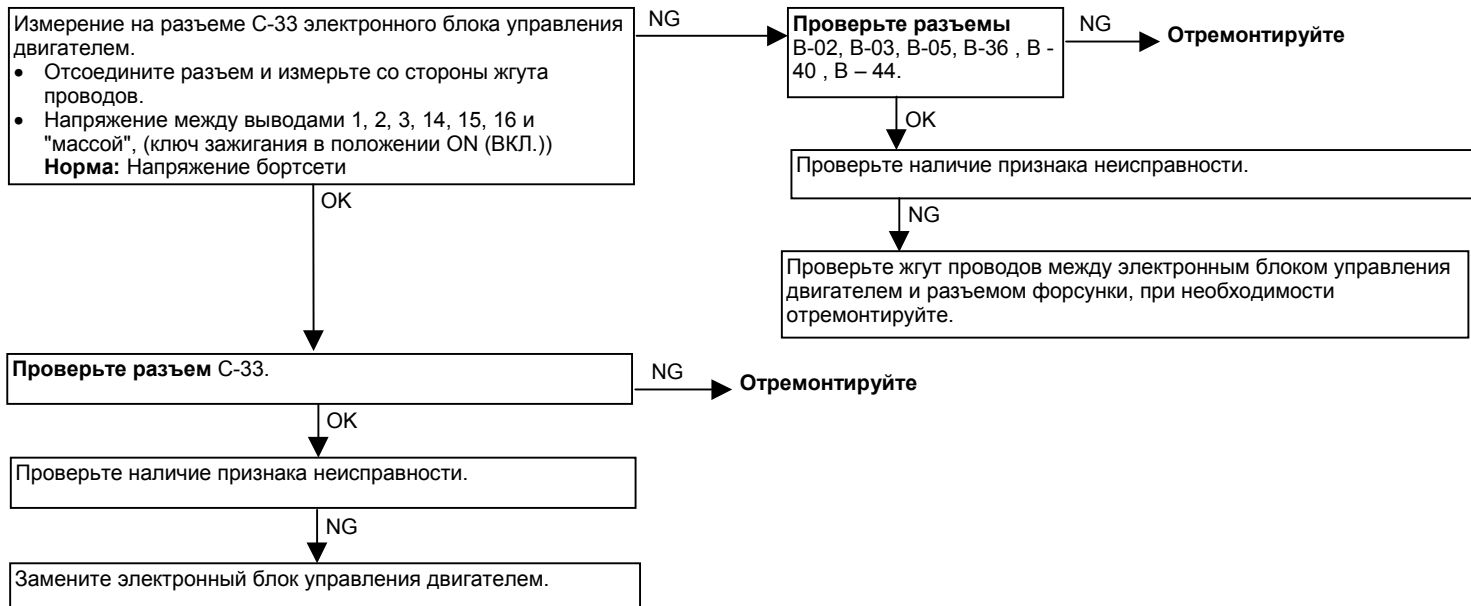 Измерение на разъеме С-33 электронного блока управления
двигателем.
• Отсоедините разъем и измерьте со стороны жгута
проводов.
• Напряжение между выводами 1, 2, 3, 14, 15, 16 и
"массой", (ключ зажигания в положении ON (ВКЛ.))
Норма: Напряжение бортсети
NG
Проверьте разъемы
В-02, В-03, В-05, В-36 , В -
40 , В – 44.
NG
Отремонтируйте
OK
Проверьте наличие признака неисправности.
NG
Проверьте жгут проводов между электронным блоком управления
двигателем и разъемом форсунки, при необходимости
отремонтируйте.
OK
Проверьте разъем С-33.
NG
Отремонтируйте
OK
Проверьте наличие признака неисправности.
NG
Замените электронный блок управления двигателем.